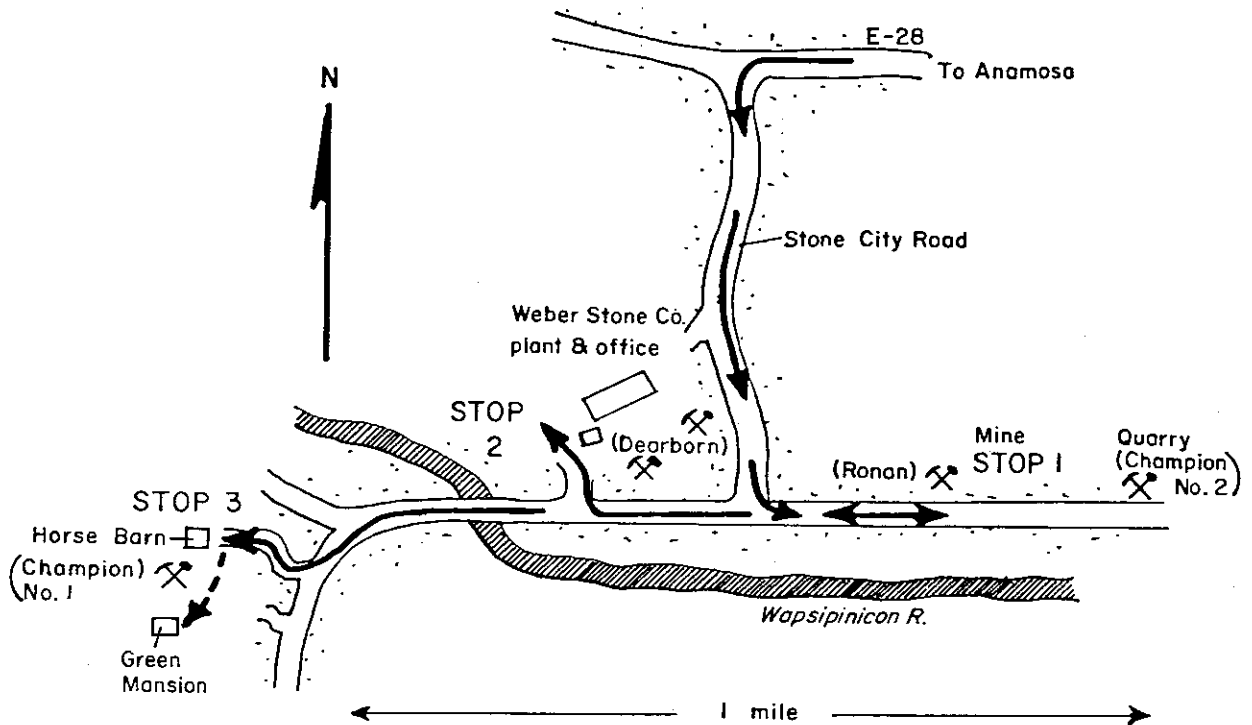 E-28
To Anamosa
N
Stone City Road
Weber Stone Co.
plant & office
STOP
2
(Dearborn)
Mine
STOP 1
(Ronan)
Quarry
(Champion)
No. 2
STOP 3
Horse Barn
(Champion)
No. 1
Green
Mansion
Wapsipinicon R.
1 mile